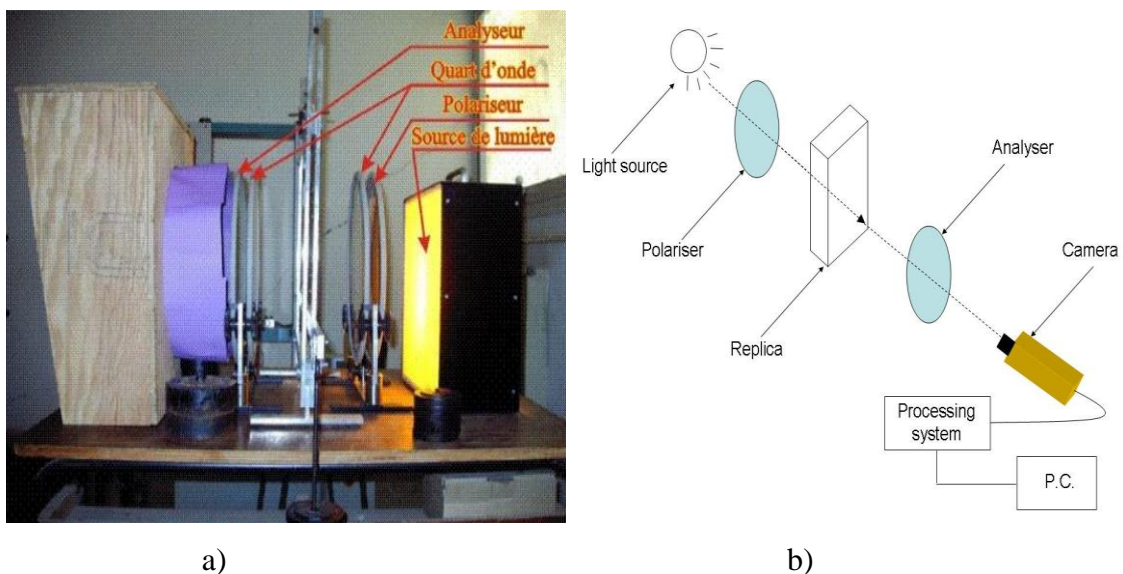 Analyseur
Quart d'onde
Polariseur
Source de lumière
Light source
Polariser
Replica
Analyser
Camera
Processing
system
P.C.
a)
b)